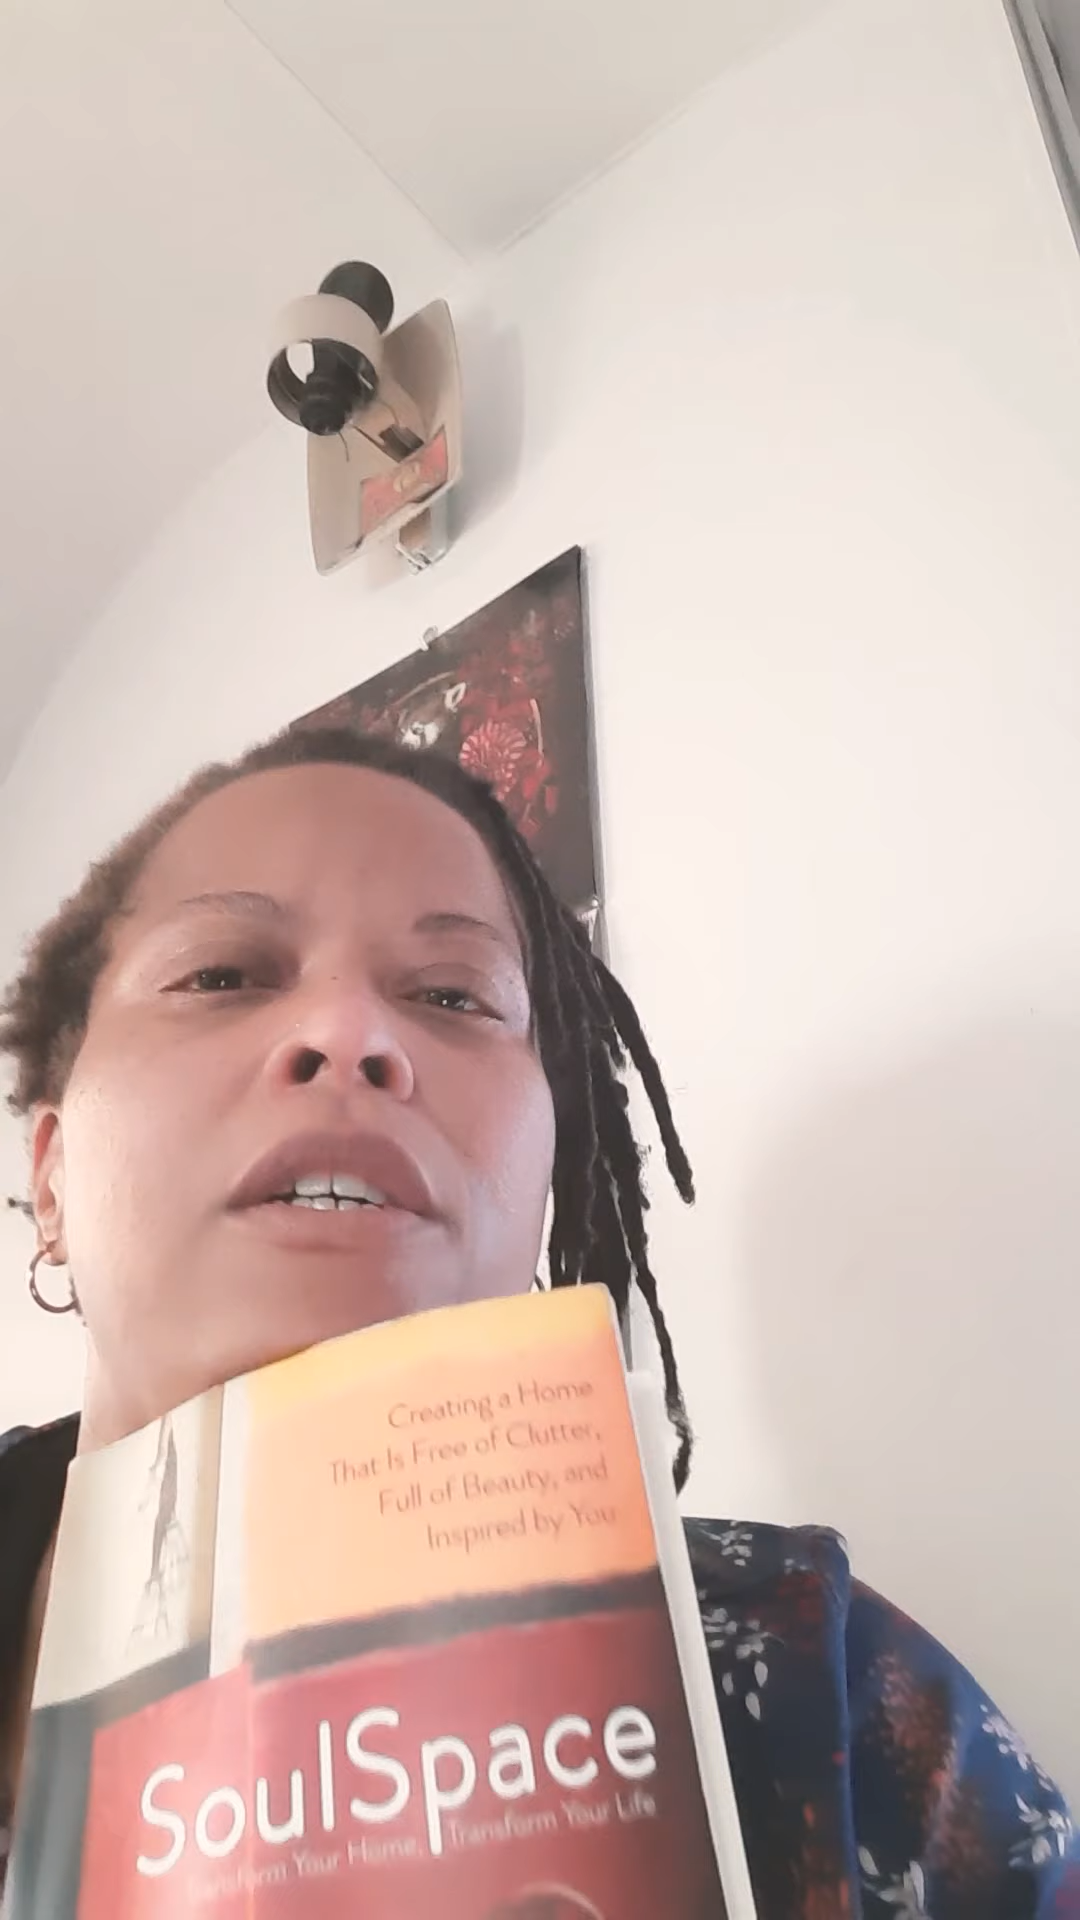 Creating a Home
That Is Free of Clutter,
Full of Beauty, and
Inspired by You
SoulSpace
Transform Your Home, Transform Your Life